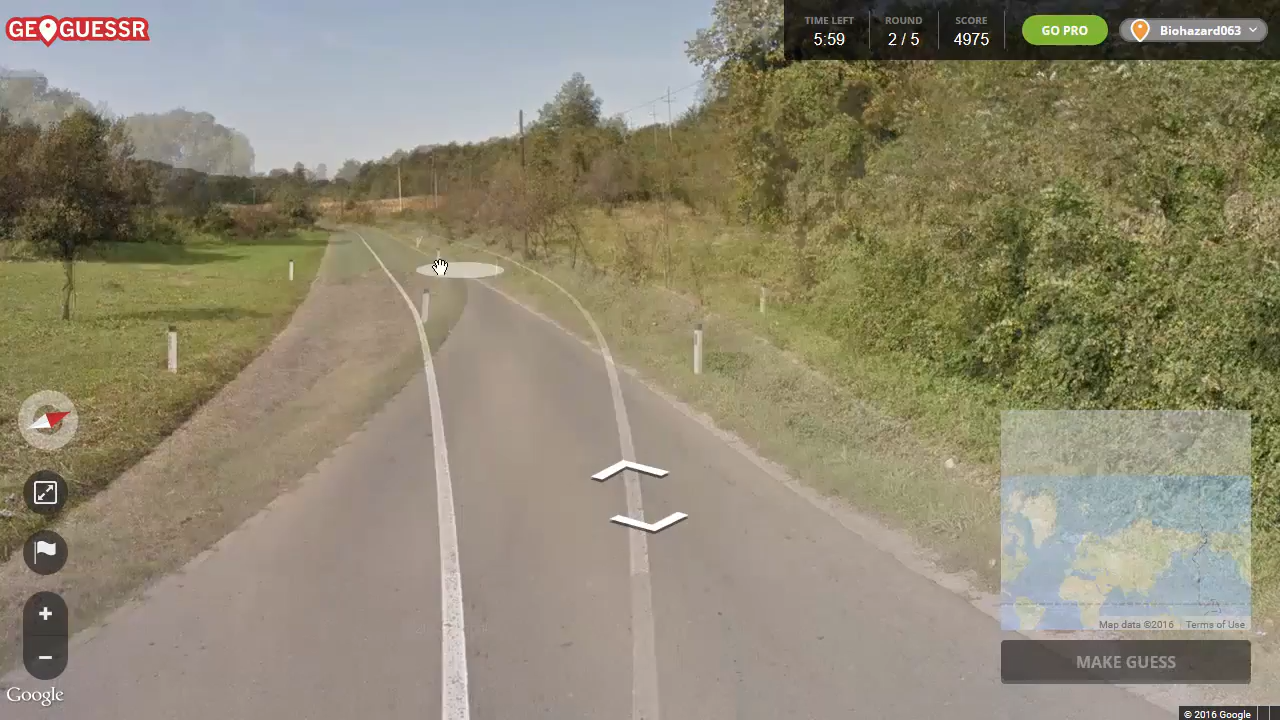 GEOGUESSR
TIME LEFT
5:59
ROUND
2 / 5
SCORE
4975
GO PRO
Biohazard063
Map data ©2016
Terms of Use
MAKE GUESS
Google
© 2016 Google